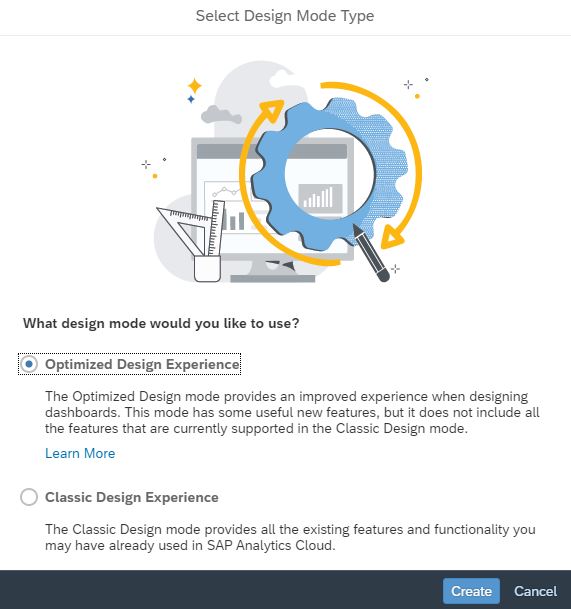 Select Design Mode Type
What design mode would you like to use?
Optimized Design Experience
The Optimized Design mode provides an improved experience when designing
dashboards. This mode has some useful new features, but it does not include all
the features that are currently supported in the Classic Design mode.
Learn More
Classic Design Experience
The Classic Design mode provides all the existing features and functionality you
may have already used in SAP Analytics Cloud.
Create Cancel